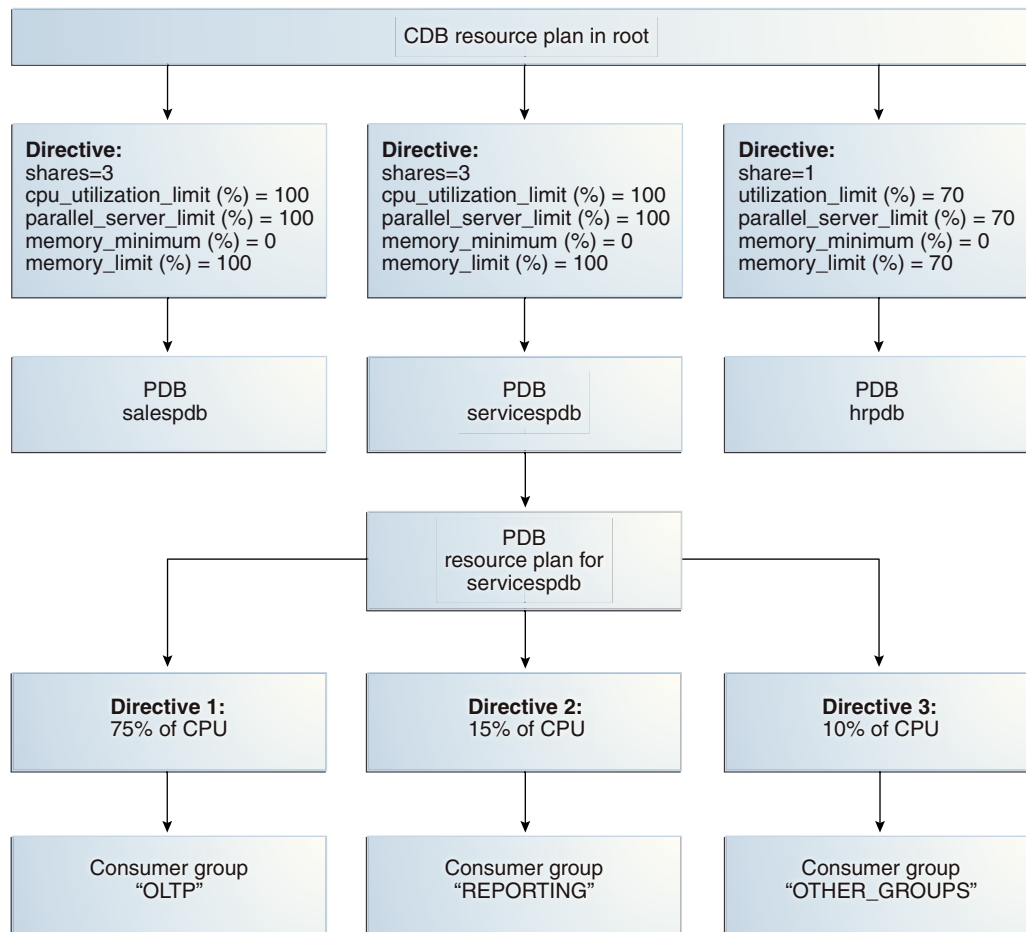 CDB resource plan in root
Directive:
shares=3
cpu_utilization_limit (%) = 100
parallel_server_limit (%) = 100
memory_minimum (%) = 0
memory_limit (%) = 100
Directive:
shares=3
cpu_utilization_limit (%) = 100
parallel_server_limit (%) = 100
memory_minimum (%) = 0
memory_limit (%) = 100
Directive:
share=1
utilization_limit (%) = 70
parallel_server_limit (%) = 70
memory_minimum (%) = 0
memory_limit (%) = 70
PDB
salespdb
PDB
servicespdb
PDB
hrpdb
PDB
resource plan for
servicespdb
Directive 1:
75% of CPU
Directive 2:
15% of CPU
Directive 3:
10% of CPU
Consumer group
“OLTP”
Consumer group
“REPORTING”
Consumer group
“OTHER_GROUPS”